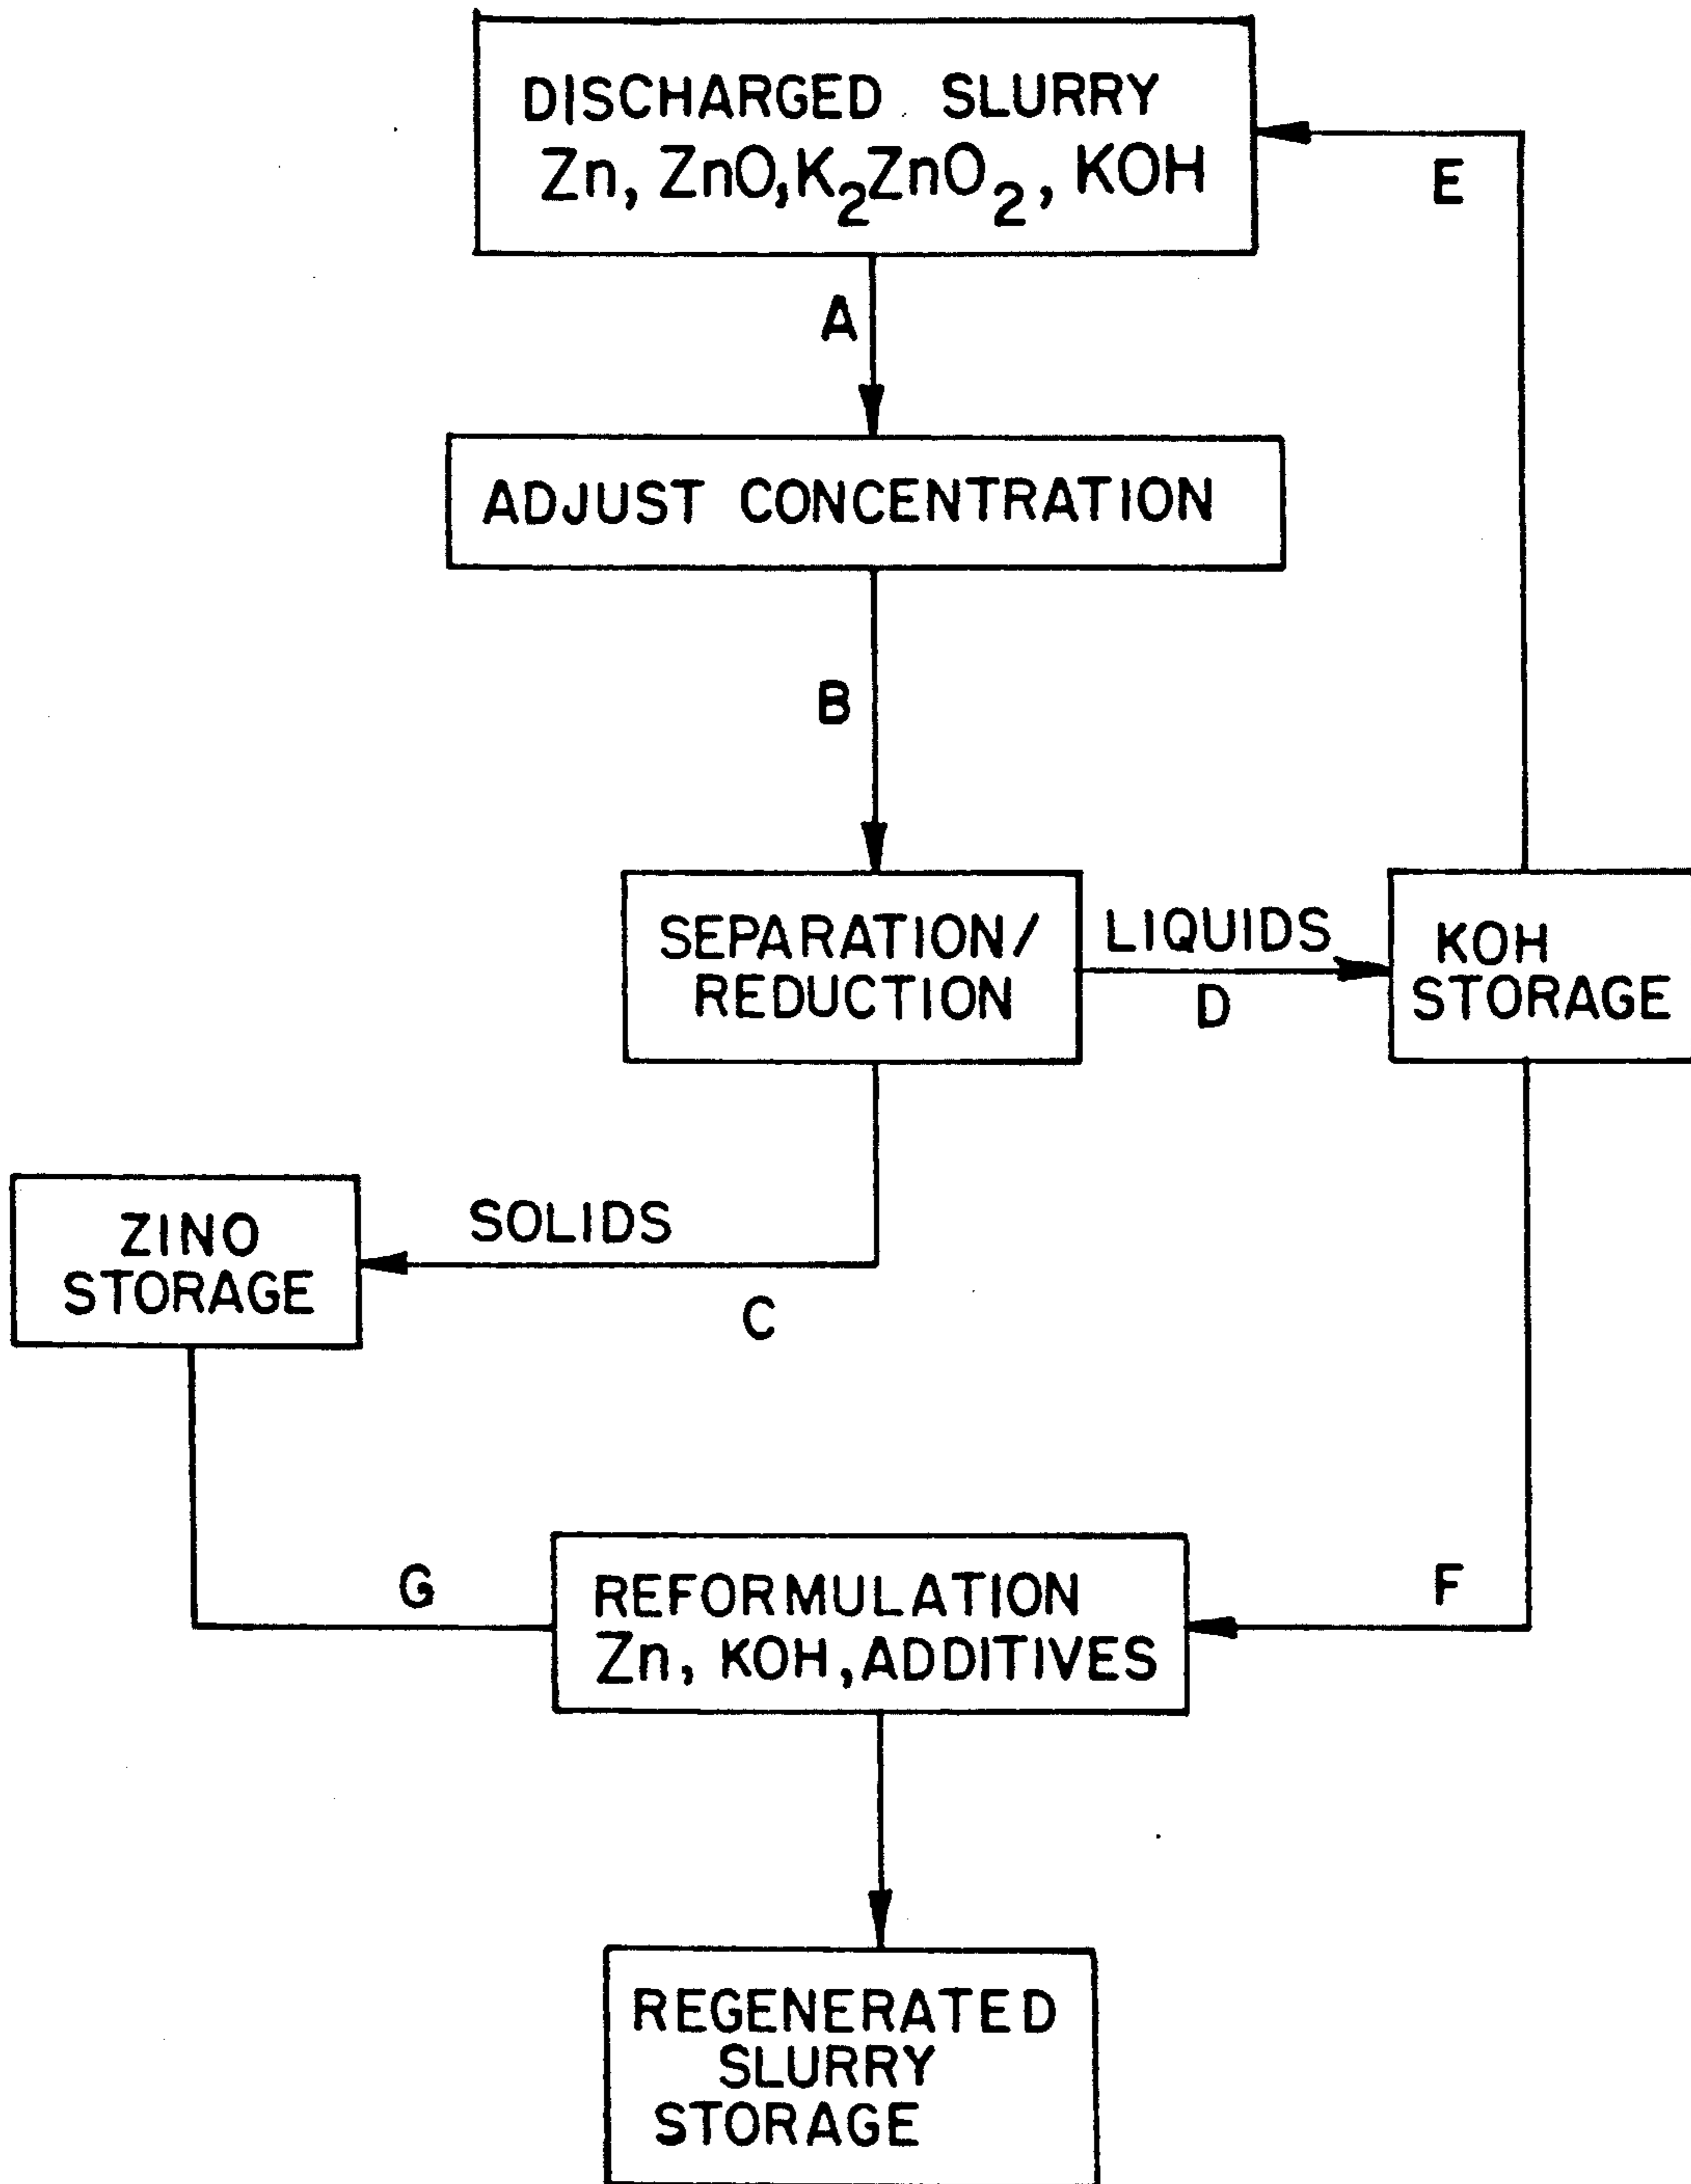 DISCHARGED SLURRY
Zn, ZnO, K₂ZnO₂, KOH
E
A
ADJUST CONCENTRATION
B
SEPARATION/
REDUCTION
LIQUIDS
D
KOH
STORAGE
ZINO
STORAGE
SOLIDS
C
G
REFORMULATION
Zn, KOH, ADDITIVES
F
REGENERATED
SLURRY
STORAGE